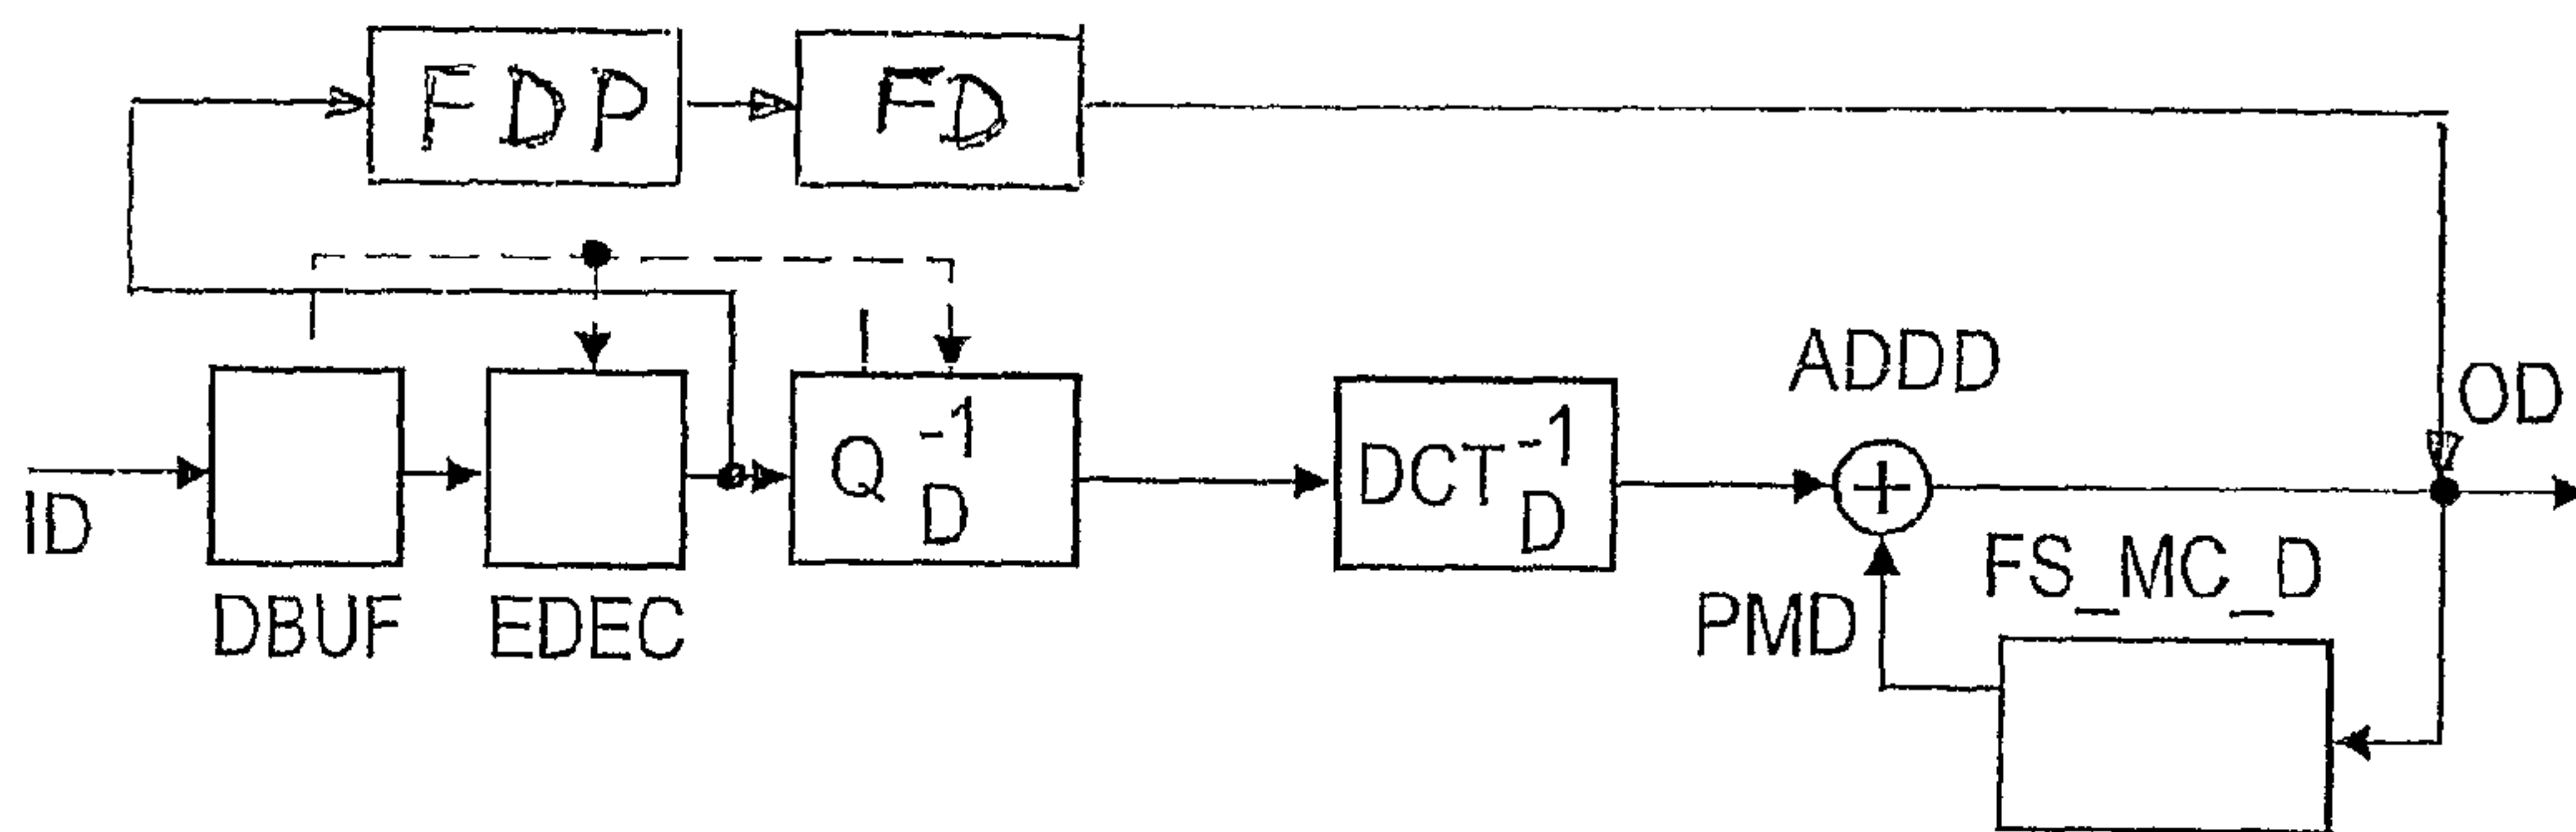 FDP
FD
ADDD
OD
Q -1 D
DCT -1 D
ID
DBUF
EDEC
PMD
FS_MC_D